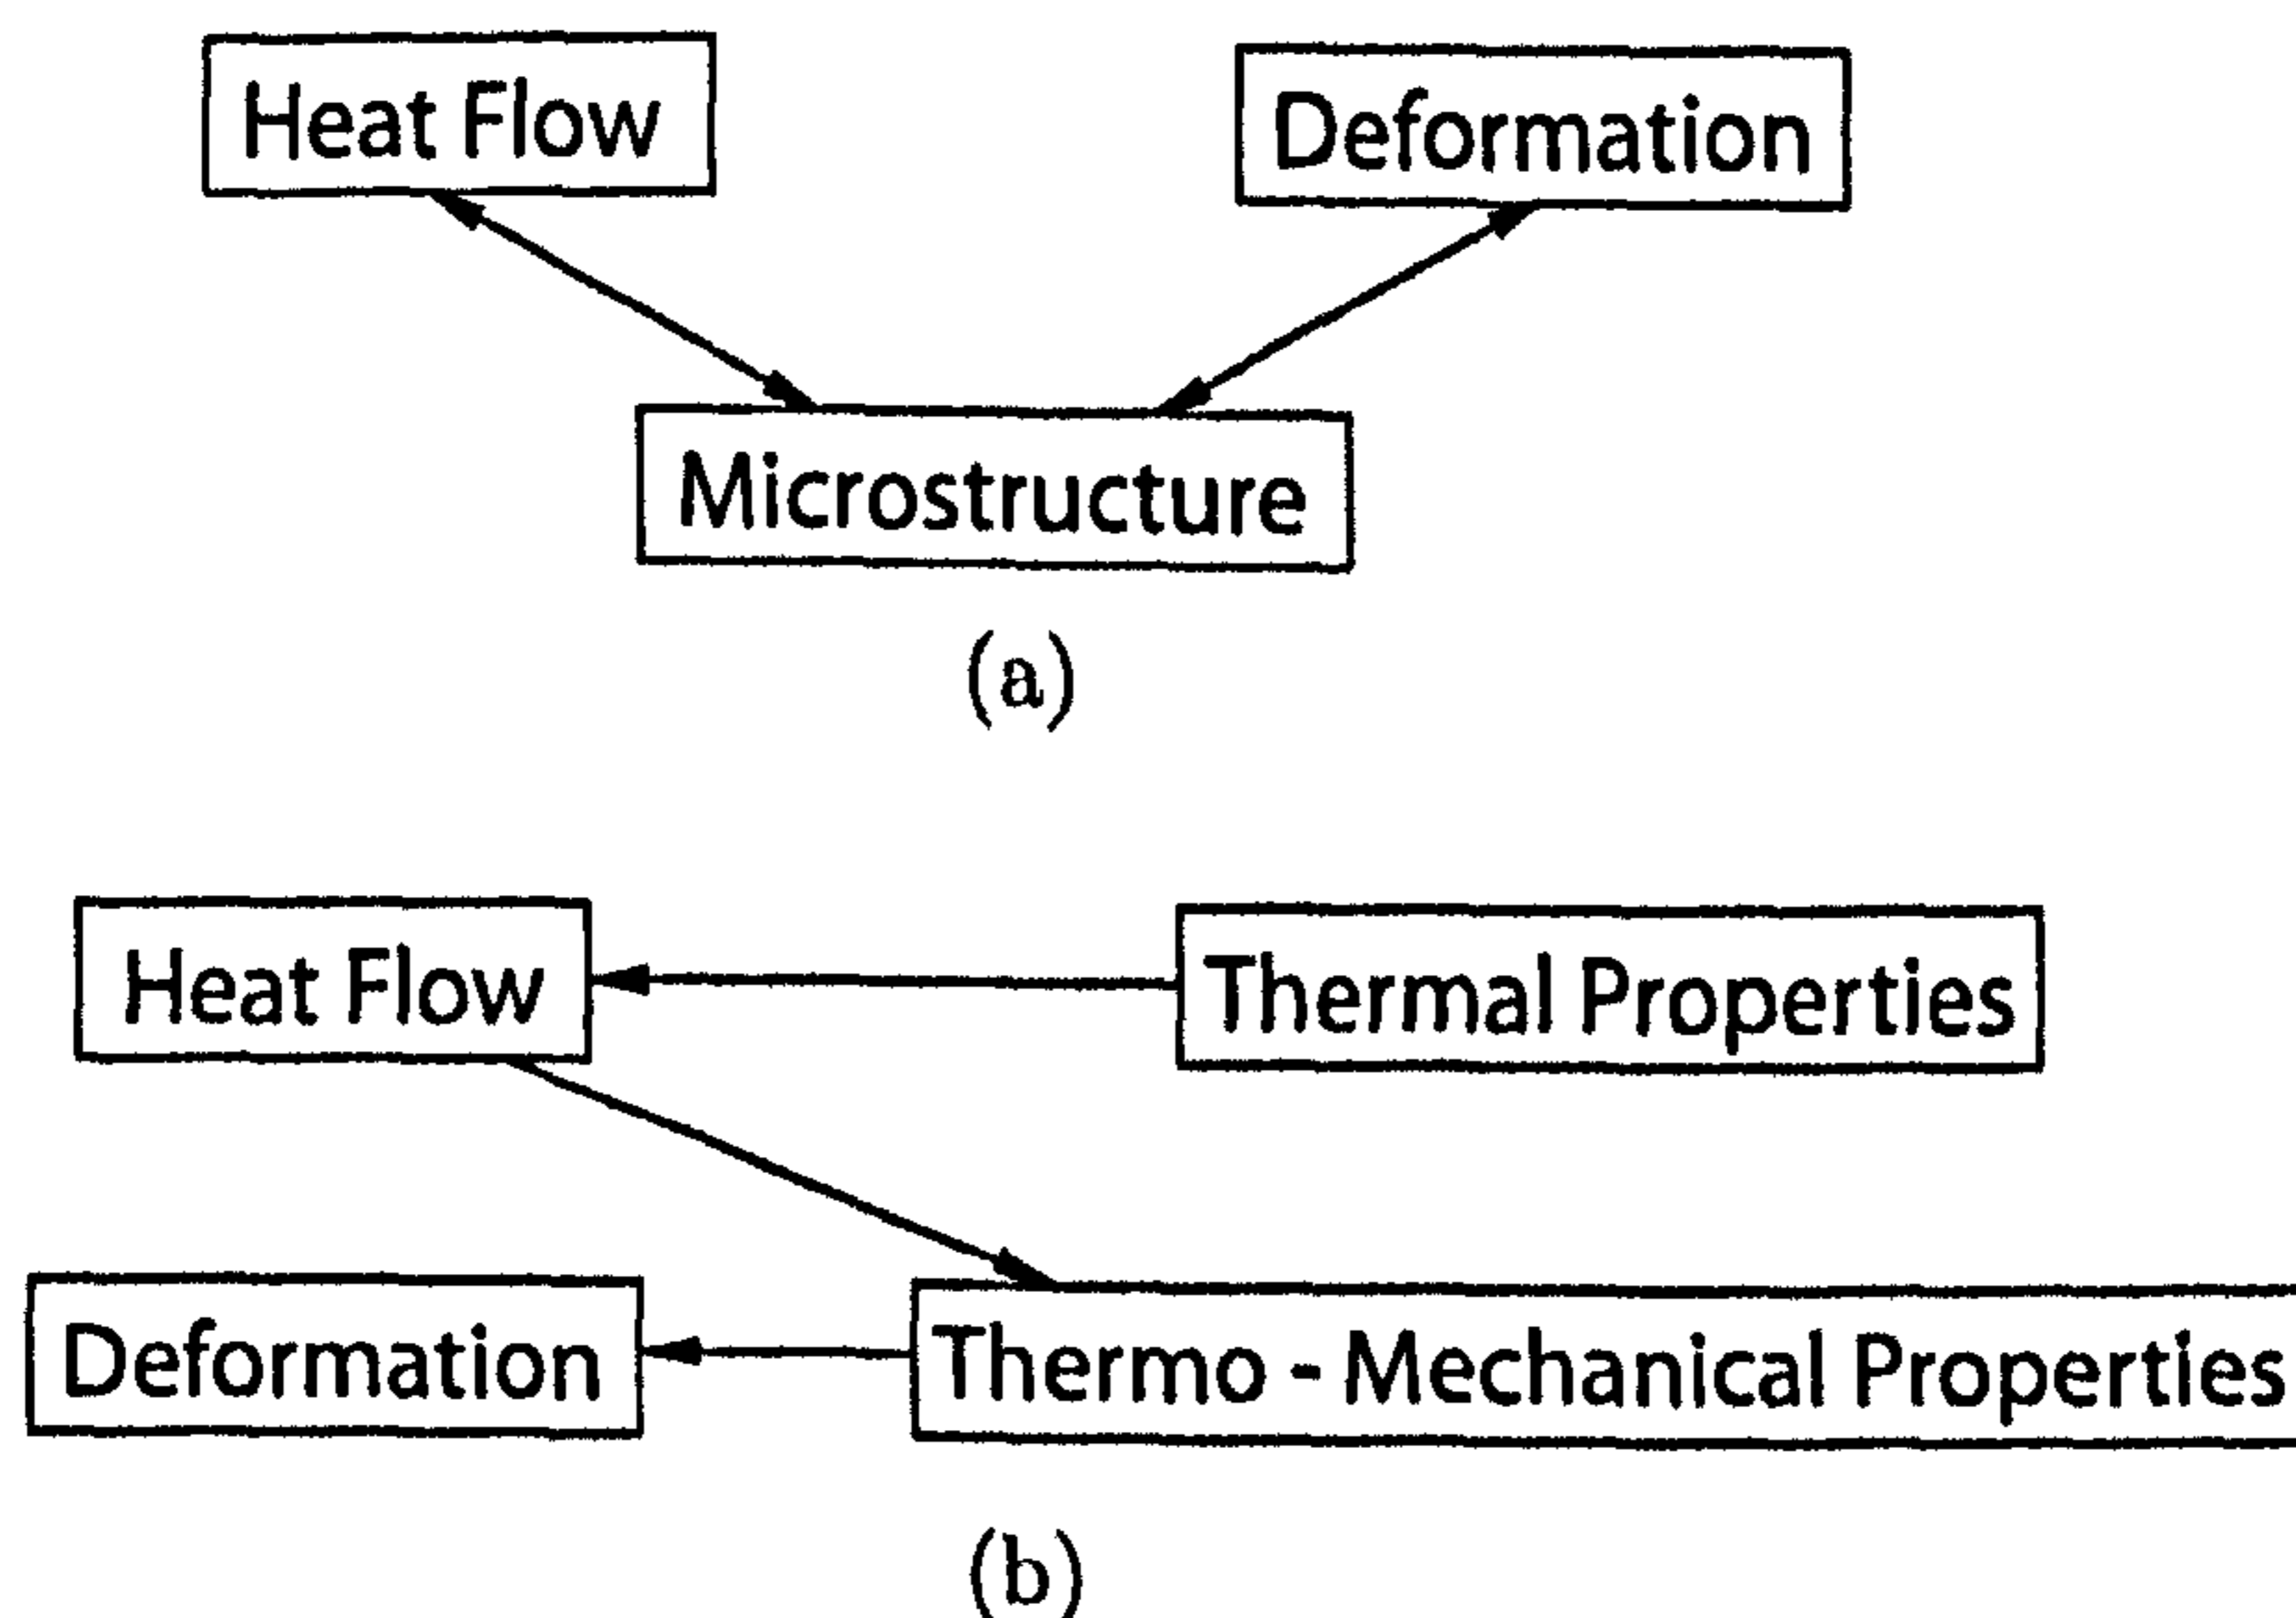 Heat Flow
Deformation
Microstructure
(a)
Heat Flow
Thermal Properties
Deformation
Thermo - Mechanical Properties
(b)